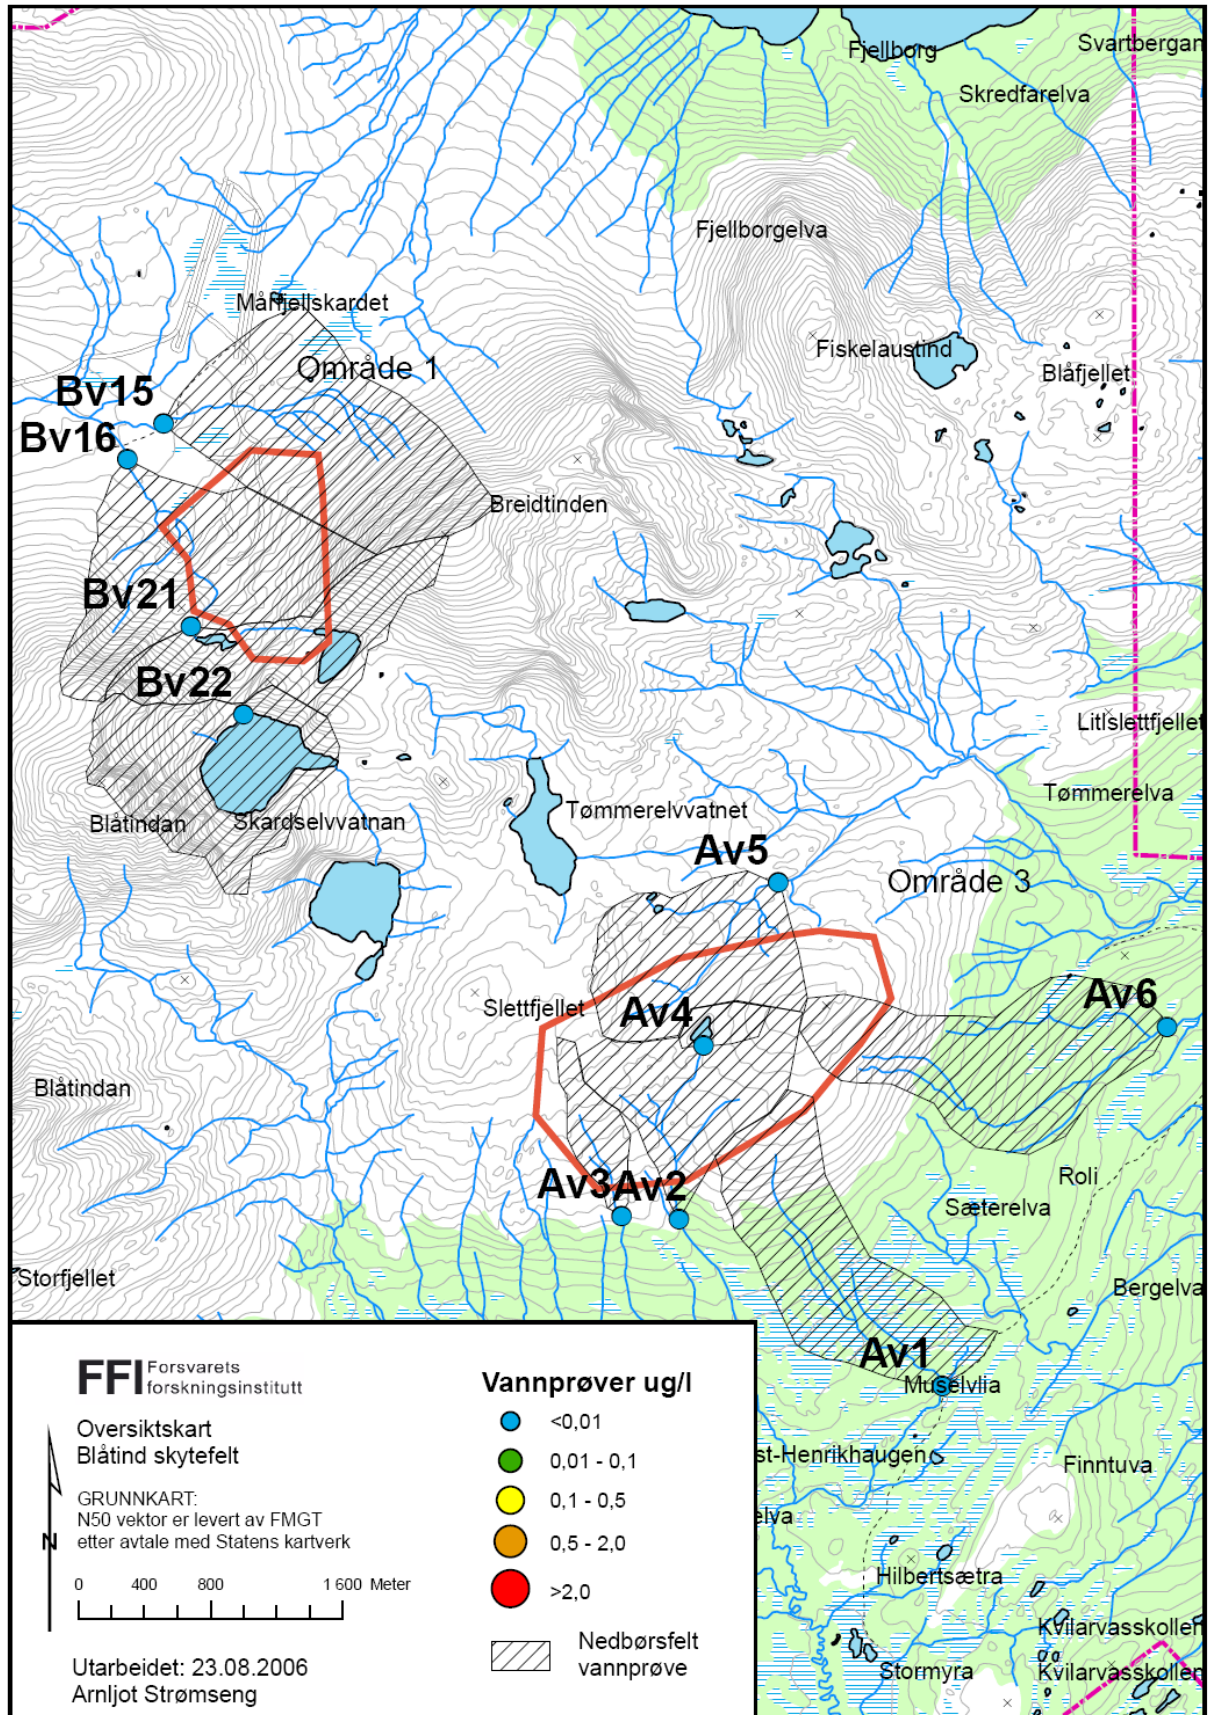 Fjellborg
Svartbergan
Skredfarelva
Fjellborgelva
Måfjellskardet
Fiskelaustind
Område 1
Blåfjellet
Bv15
Bv16
Breidtinden
Bv21
Bv22
Litlslettfjellet
Tømmerelva
Tømmerelvvatnet
Blåtindan
Skardselvvatnan
Av5
Område 3
Slettfjellet
Av4
Av6
Blåtindan
Roli
Av3
Av2
Sæterelva
Storfjellet
Bergelva
Av1
Muselvlia
st-Henrikhaugen
Finntuva
elva
Hilbertsætra
Kvilarvasskollen
Stormyra
Kvilarvasskollen
FFI Forsvarets
forskningsinstitutt
Oversiktskart
Blåtind skytefelt
GRUNNKART:
N50 vektor er levert av FMGT
etter avtale med Statens kartverk
N
0 400 800 1 600 Meter
Utarbeidet: 23.08.2006
Arnljot Strømseng
Vannprøver ug/l
<0,01
0,01 - 0,1
0,1 - 0,5
0,5 - 2,0
>2,0
Nedbørsfelt
vannprøve